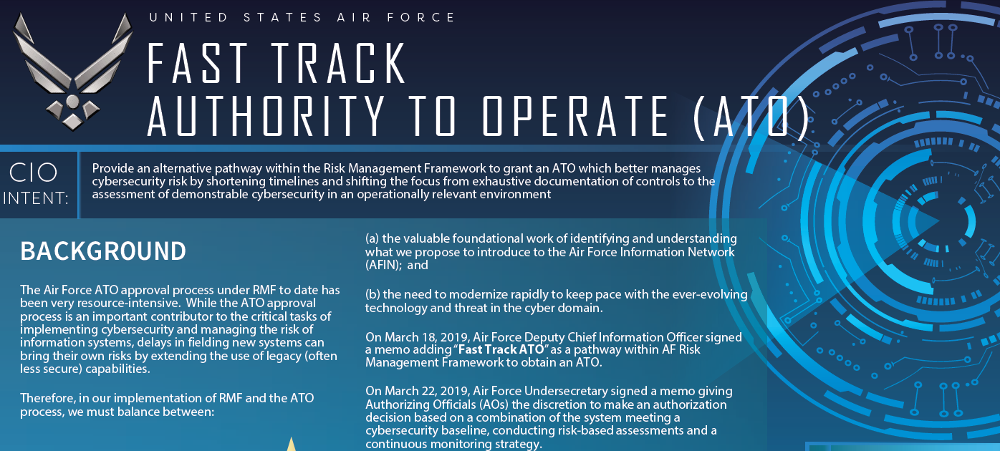 UNITED STATES AIR FORCE
FAST TRACK
AUTHORITY TO OPERATE (ATO)
CIO
INTENT:
Provide an alternative pathway within the Risk Management Framework to grant an ATO which better manages
cybersecurity risk by shortening timelines and shifting the focus from exhaustive documentation of controls to the
assessment of demonstrable cybersecurity in an operationally relevant environment
BACKGROUND
The Air Force ATO approval process under RMF to date has
been very resource-intensive. While the ATO approval
process is an important contributor to the critical tasks of
implementing cybersecurity and managing the risk of
information systems, delays in fielding new systems can
bring their own risks by extending the use of legacy (often
less secure) capabilities.
Therefore, in our implementation of RMF and the ATO
process, we must balance between:
(a) the valuable foundational work of identifying and understanding
what we propose to introduce to the Air Force Information Network
(AFIN); and
(b) the need to modernize rapidly to keep pace with the ever-evolving
technology and threat in the cyber domain.
On March 18, 2019, Air Force Deputy Chief Information Officer signed
a memo adding “Fast Track ATO” as a pathway within AF Risk
Management Framework to obtain an ATO.
On March 22, 2019, Air Force Undersecretary signed a memo giving
Authorizing Officials (AOs) the discretion to make an authorization
decision based on a combination of the system meeting a
cybersecurity baseline, conducting risk-based assessments and a
continuous monitoring strategy.